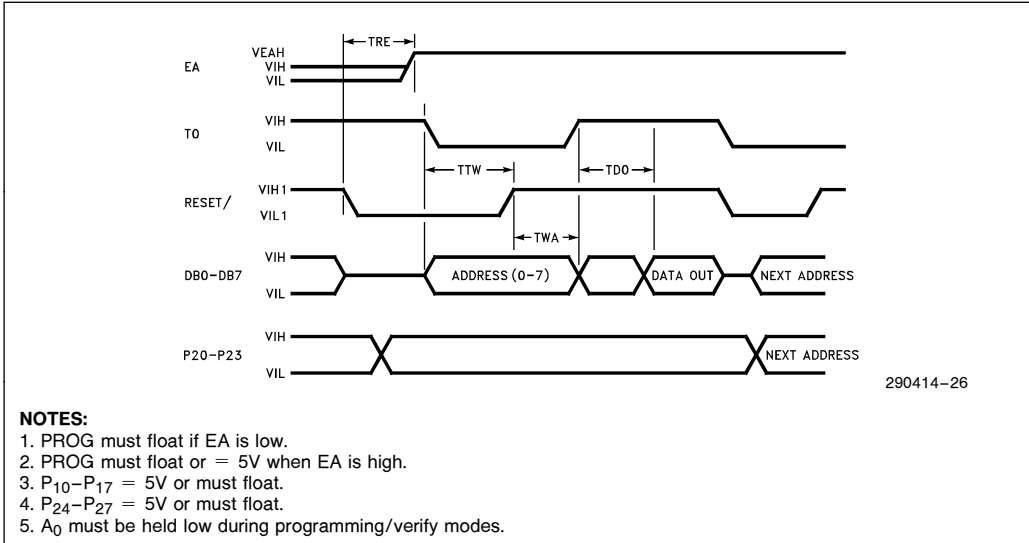 TRE
VEAH
EA VIH
VIL
T0 VIH
VIL
TTW TDO
RESET/ VIH1
VIL1
TWA
DB0-DB7 VIH
ADDRESS (0-7) DATA OUT NEXT ADDRESS
VIL
P20-P23 VIH
NEXT ADDRESS
VIL
290414-26
NOTES:
1. PROG must float if EA is low.
2. PROG must float or = 5V when EA is high.
3. P10–P17 = 5V or must float.
4. P24–P27 = 5V or must float.
5. A0 must be held low during programming/verify modes.